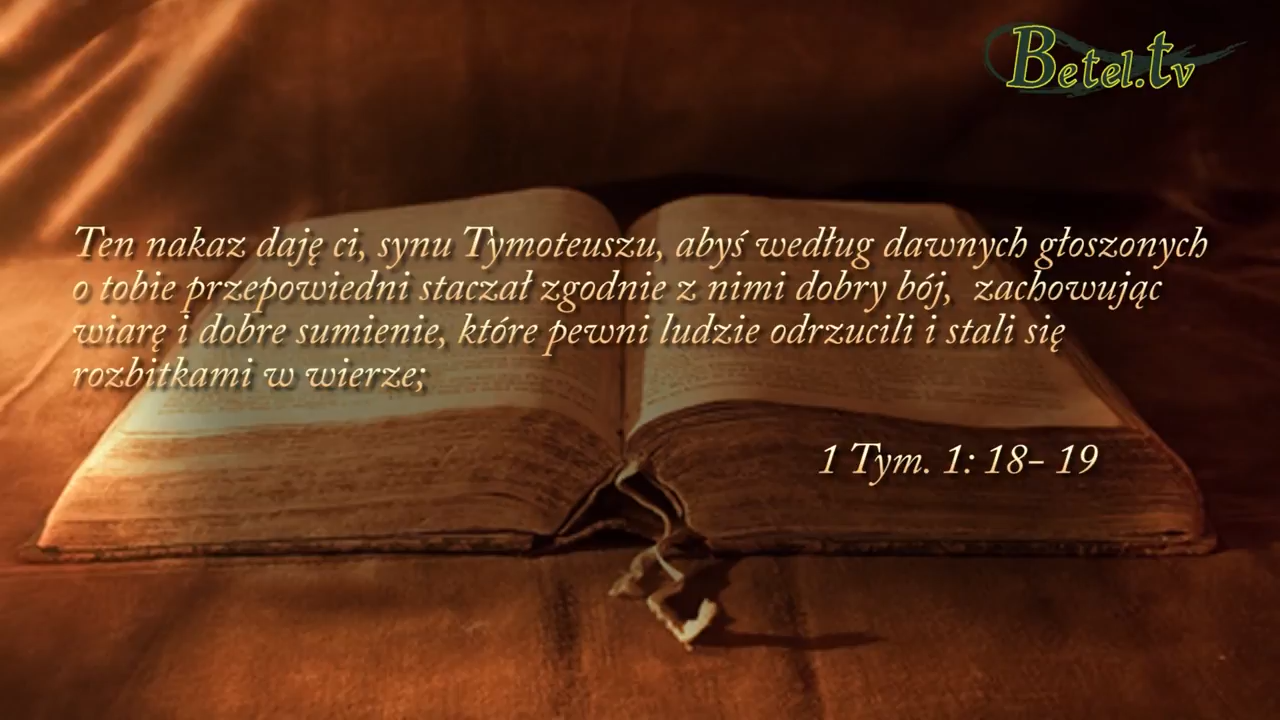 Betel.tv
Ten nakaz daję ci, synu Tymoteuszu, abyś według dawnych głoszonych
o tobie przepowiedni staczał zgodnie z nimi dobry bój, zachowując
wiarę i dobre sumienie, które pewni ludzie odrzucili i stali się
rozbitkami w wierze;
1 Tym. 1: 18- 19